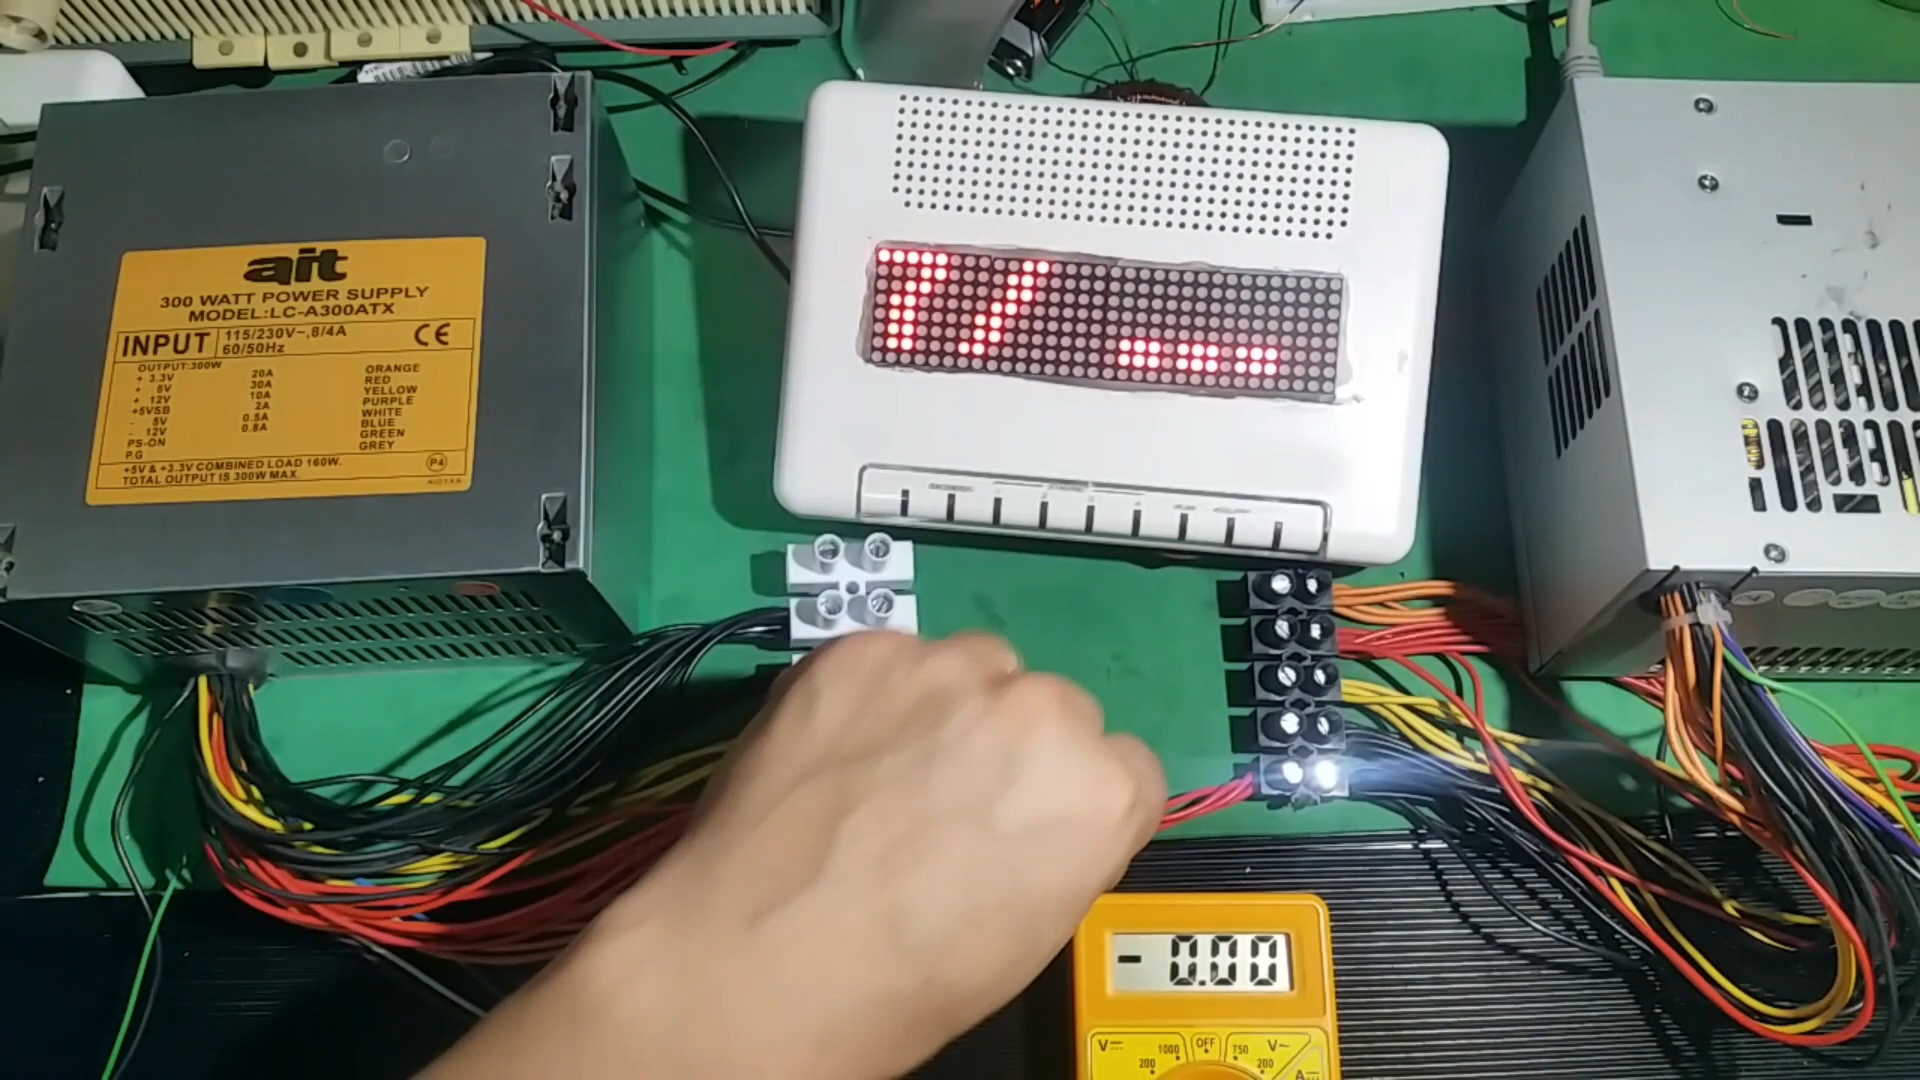 ait
300 WATT POWER SUPPLY
MODEL:LC-A300ATX
INPUT 115/230V~,8/4A
60/50Hz
CE
OUTPUT:300W
+ 3.3V 20A ORANGE
+ 5V 30A RED
+ 12V 10A YELLOW
+5VSB 2A PURPLE
- 5V 0.5A WHITE
- 12V 0.8A BLUE
PS-ON GREEN
P.G GREY
+5V & +3.3V COMBINED LOAD 160W.
TOTAL OUTPUT IS 300W MAX.
P4
T/ ...
- 0.00
V OFF V~
1000 750
200 200
A